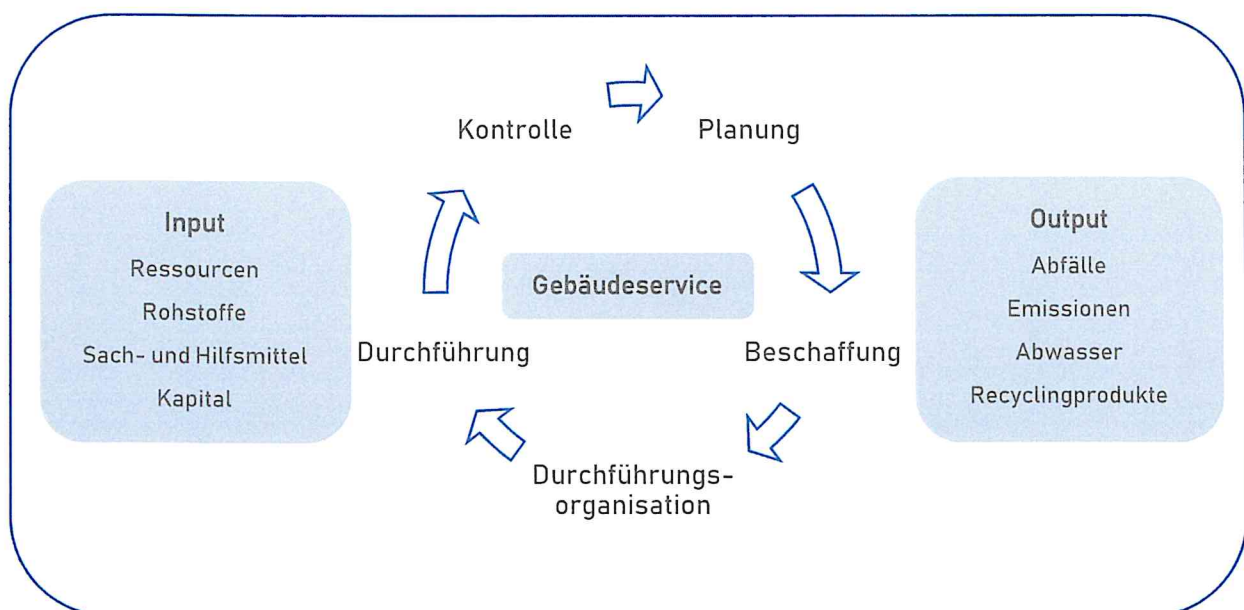 Kontrolle
Planung
Input
Ressourcen
Rohstoffe
Sach- und Hilfsmittel
Kapital
Gebäudeservice
Output
Abfälle
Emissionen
Abwasser
Recyclingprodukte
Durchführung
Beschaffung
Durchführungs-
organisation